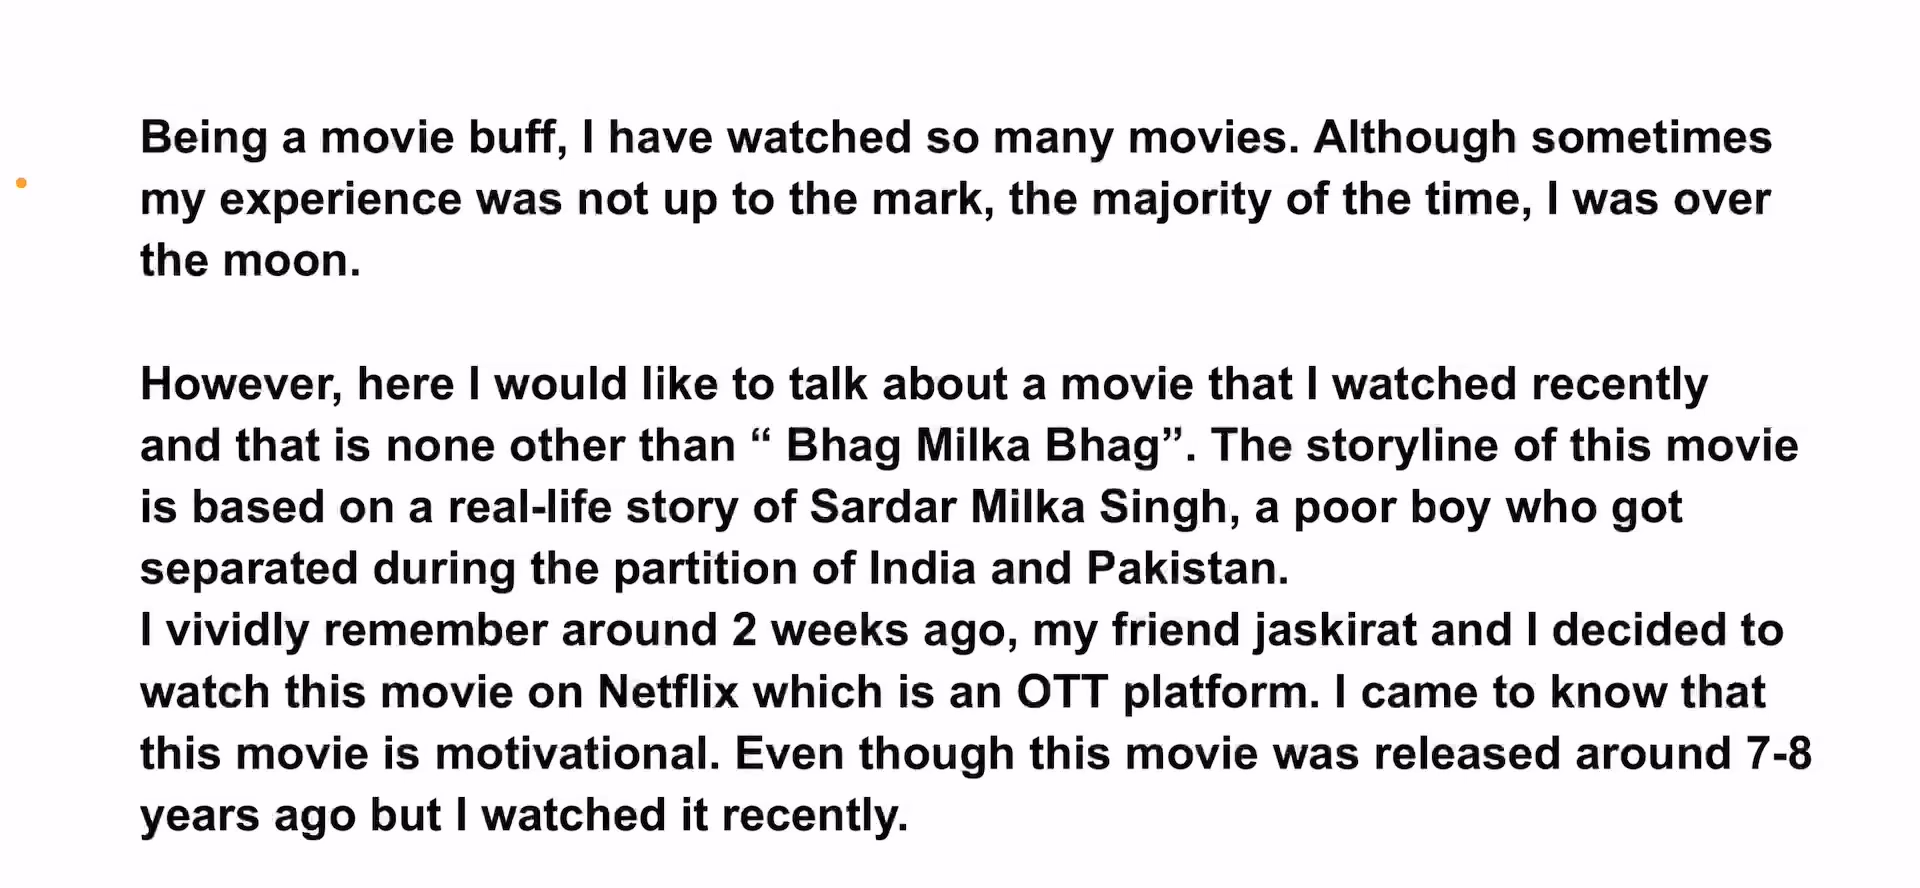 Being a movie buff, I have watched so many movies. Although sometimes
my experience was not up to the mark, the majority of the time, I was over
the moon.
However, here I would like to talk about a movie that I watched recently
and that is none other than “ Bhag Milka Bhag”. The storyline of this movie
is based on a real-life story of Sardar Milka Singh, a poor boy who got
separated during the partition of India and Pakistan.
I vividly remember around 2 weeks ago, my friend jaskirat and I decided to
watch this movie on Netflix which is an OTT platform. I came to know that
this movie is motivational. Even though this movie was released around 7-8
years ago but I watched it recently.